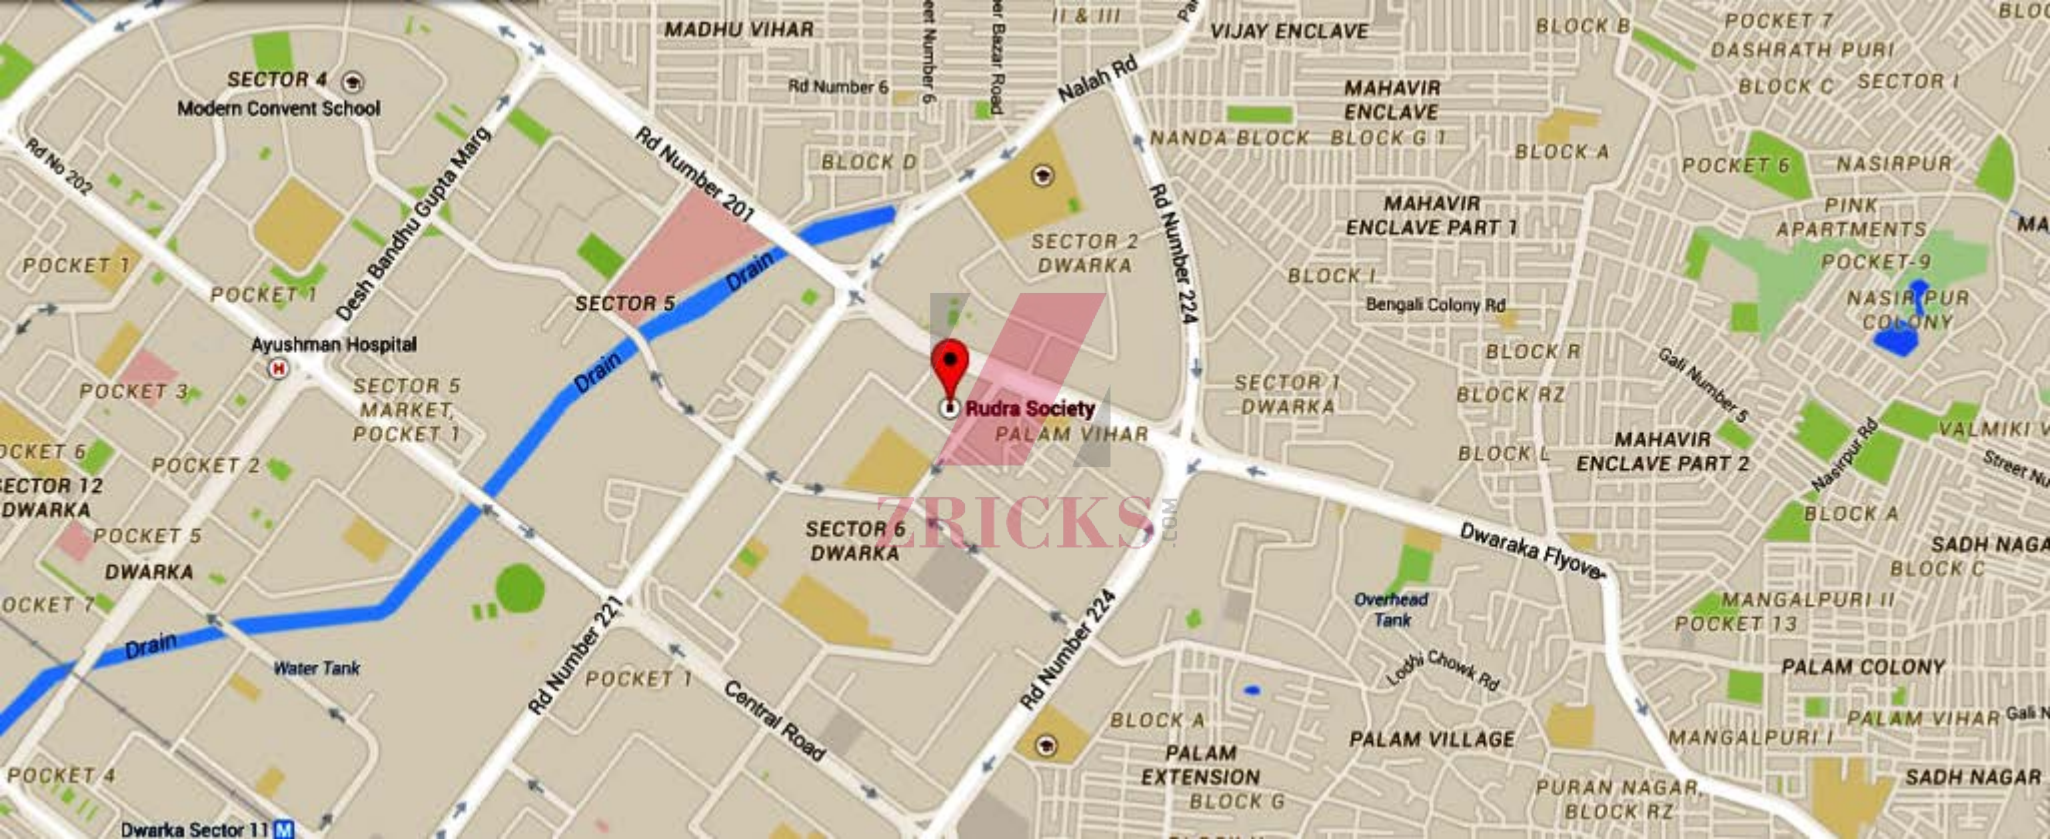 MADHU VIHAR
II & III
VIJAY ENCLAVE
BLOCK B
POCKET 7
DASHRATH PURI
BLOCK C
SECTOR I
SECTOR 4
Modern Convent School
Rd Number 6
Nalah Rd
MAHAVIR
ENCLAVE
NANDA BLOCK
BLOCK G 1
BLOCK A
POCKET 6
NASIRPUR
Rd No 202
Desh Bandhu Gupta Marg
Rd Number 201
BLOCK D
Rd Number 224
MAHAVIR
ENCLAVE PART 1
PINK
APARTMENTS
POCKET-9
NASIRPUR
COLONY
POCKET 1
POCKET 1
SECTOR 5
Drain
SECTOR 2
DWARKA
BLOCK I
Bengali Colony Rd
Ayushman Hospital
H
POCKET 3
SECTOR 5
MARKET,
POCKET 1
Drain
Rudra Society
PALAM VIHAR
SECTOR 1
DWARKA
BLOCK R
BLOCK RZ
BLOCK L
Gali Number 5
MAHAVIR
ENCLAVE PART 2
Nasirpur Rd
VALMIKI
POCKET 2
SECTOR 12
DWARKA
POCKET 5
DWARKA
SECTOR 6
DWARKA
ZRICKS
.COM
Dwaraka Flyover
BLOCK A
BLOCK C
Overhead
Tank
MANGALPURI II
POCKET 13
Drain
Water Tank
Rd Number 221
POCKET 1
Central Road
Rd Number 224
Lodhi Chowk Rd
PALAM COLONY
BLOCK A
PALAM
EXTENSION
BLOCK G
PALAM VILLAGE
PALAM VIHAR
MANGALPURI I
PURAN NAGAR,
BLOCK RZ
SADH NAGAR
POCKET 4
Dwarka Sector 11 M